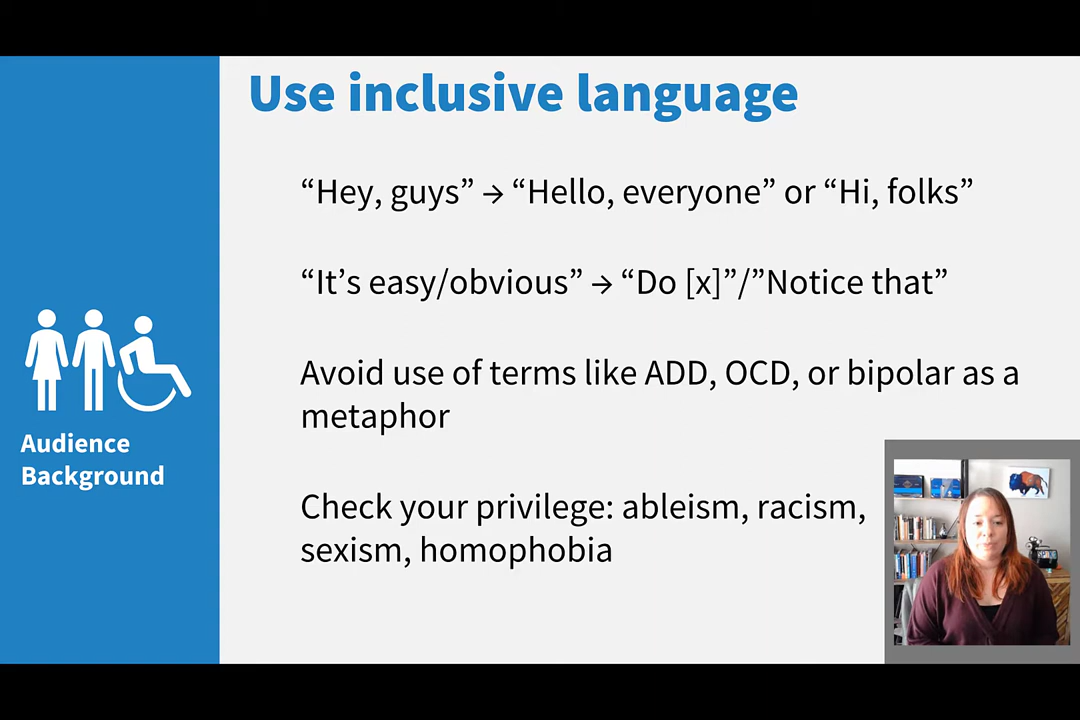 Use inclusive language
“Hey, guys” → “Hello, everyone” or “Hi, folks”
“It’s easy/obvious” → “Do [x]”/”Notice that”
Avoid use of terms like ADD, OCD, or bipolar as a
metaphor
Check your privilege: ableism, racism,
sexism, homophobia
Audience
Background